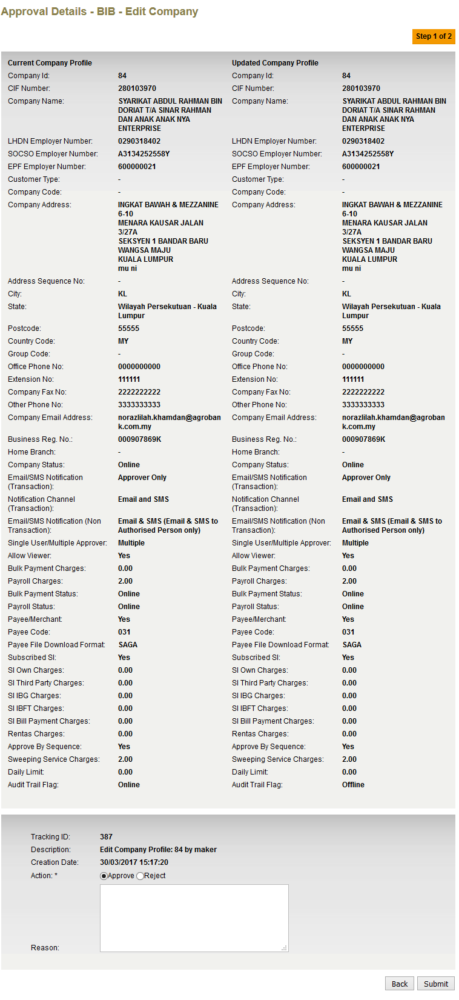 Approval Details - BIB - Edit Company
Step 1 of 2
Current Company Profile Updated Company Profile
Company Id: 84 Company Id: 84
CIF Number: 280103970 CIF Number: 280103970
Company Name: SYARIKAT ABDUL RAHMAN BIN Company Name: SYARIKAT ABDUL RAHMAN BIN
DORIAT T/A SINAR RAHMAN DORIAT T/A SINAR RAHMAN
DAN ANAK ANAK NYA DAN ANAK ANAK NYA
ENTERPRISE ENTERPRISE
LHDN Employer Number: 0290318402 LHDN Employer Number: 0290318402
SOCSO Employer Number: A3134252558Y SOCSO Employer Number: A3134252558Y
EPF Employer Number: 600000021 EPF Employer Number: 600000021
Customer Type: - Customer Type: -
Company Code: - Company Code: -
Company Address: INGKAT BAWAH & MEZZANINE Company Address: INGKAT BAWAH & MEZZANINE
6-10 6-10
MENARA KAUSAR JALAN MENARA KAUSAR JALAN
3/27A 3/27A
SEKSYEN 1 BANDAR BARU SEKSYEN 1 BANDAR BARU
WANGSA MAJU WANGSA MAJU
KUALA LUMPUR KUALA LUMPUR
mu ni mu ni
Address Sequence No: - Address Sequence No: -
City: KL City: KL
State: Wilayah Persekutuan - Kuala State: Wilayah Persekutuan - Kuala
Lumpur Lumpur
Postcode: 55555 Postcode: 55555
Country Code: MY Country Code: MY
Group Code: - Group Code: -
Office Phone No: 0000000000 Office Phone No: 0000000000
Extension No: 111111 Extension No: 111111
Company Fax No: 2222222222 Company Fax No: 2222222222
Other Phone No: 3333333333 Other Phone No: 3333333333
Company Email Address: norazlilah.khamdan@agroban Company Email Address: norazlilah.khamdan@agroban
k.com.my k.com.my
Business Reg. No.: 000907869K Business Reg. No.: 000907869K
Home Branch: - Home Branch: -
Company Status: Online Company Status: Online
Email/SMS Notification Approver Only Email/SMS Notification Approver Only
(Transaction): (Transaction):
Notification Channel Email and SMS Notification Channel Email and SMS
(Transaction): (Transaction):
Email/SMS Notification (Non Email & SMS (Email & SMS to Email/SMS Notification (Non Email & SMS (Email & SMS to
Transaction): Authorised Person only) Transaction): Authorised Person only)
Single User/Multiple Approver: Multiple Single User/Multiple Approver: Multiple
Allow Viewer: Yes Allow Viewer: Yes
Bulk Payment Charges: 0.00 Bulk Payment Charges: 0.00
Payroll Charges: 2.00 Payroll Charges: 2.00
Bulk Payment Status: Online Bulk Payment Status: Online
Payroll Status: Online Payroll Status: Online
Payee/Merchant: Yes Payee/Merchant: Yes
Payee Code: 031 Payee Code: 031
Payee File Download Format: SAGA Payee File Download Format: SAGA
Subscribed SI: Yes Subscribed SI: Yes
SI Own Charges: 0.00 SI Own Charges: 0.00
SI Third Party Charges: 0.00 SI Third Party Charges: 0.00
SI IBG Charges: 0.00 SI IBG Charges: 0.00
SI IBFT Charges: 0.00 SI IBFT Charges: 0.00
SI Bill Payment Charges: 0.00 SI Bill Payment Charges: 0.00
Rentas Charges: 0.00 Rentas Charges: 0.00
Approve By Sequence: Yes Approve By Sequence: Yes
Sweeping Service Charges: 2.00 Sweeping Service Charges: 2.00
Daily Limit: 0.00 Daily Limit: 0.00
Audit Trail Flag: Online Audit Trail Flag: Offline
Tracking ID: 387
Description: Edit Company Profile: 84 by maker
Creation Date: 30/03/2017 15:17:20
Action: * Approve Reject
Reason:
Back Submit